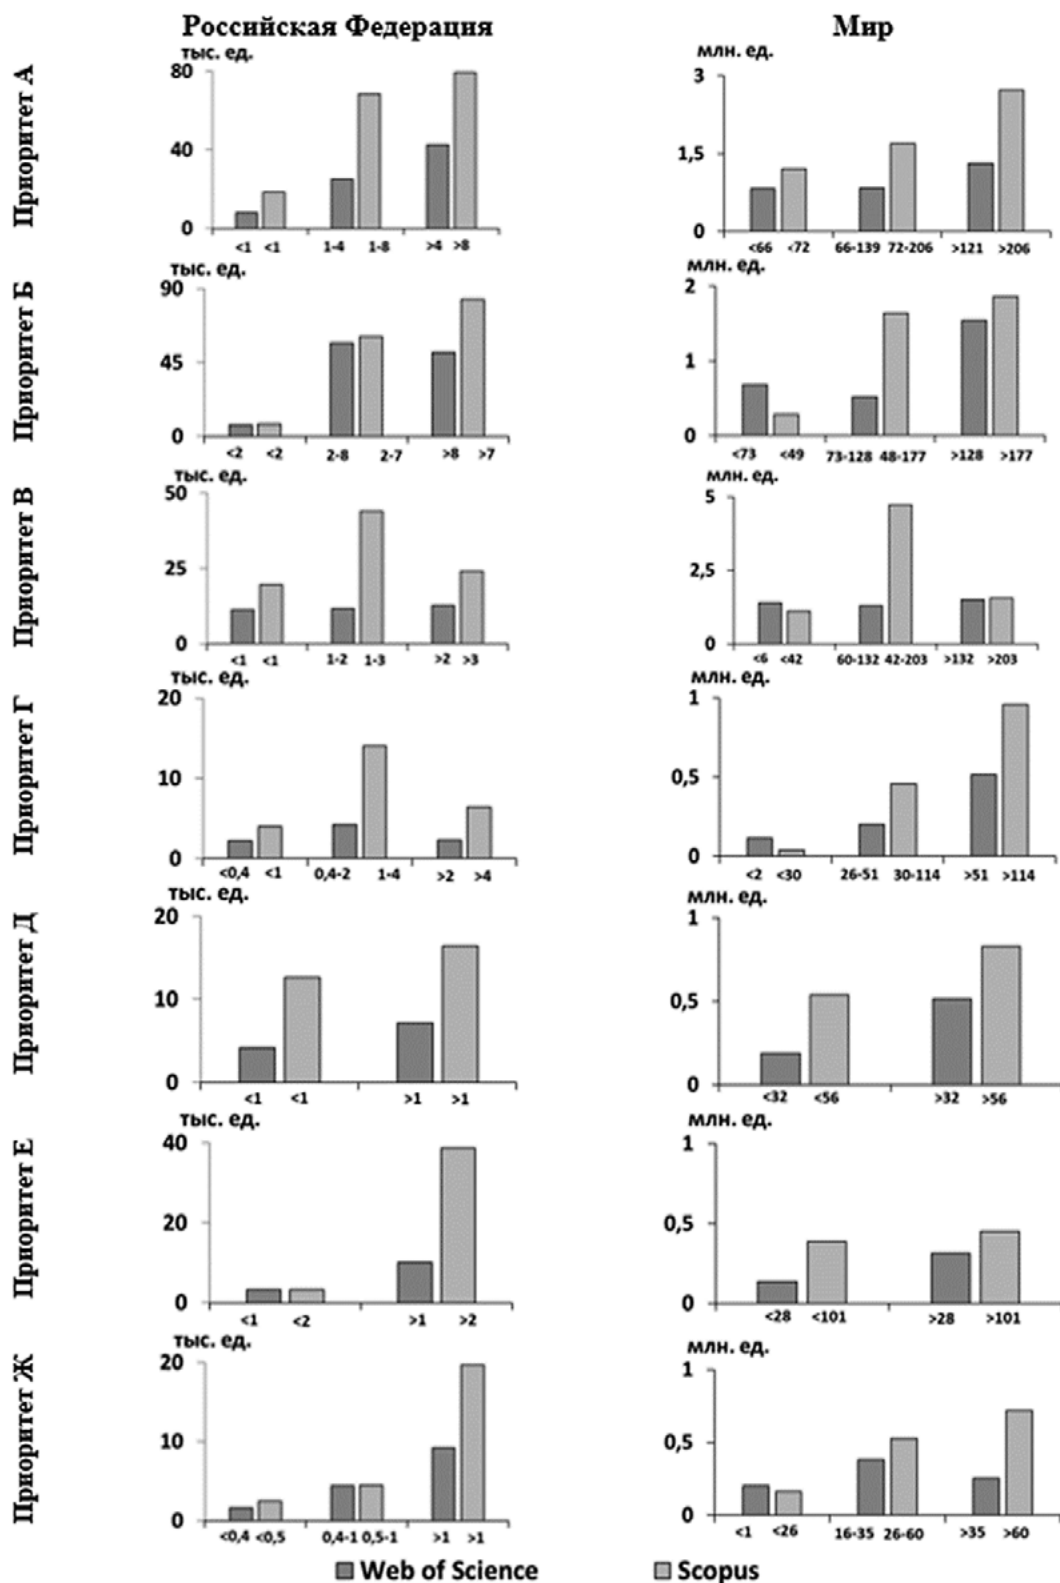 Российская Федерация Мир
Приоритет А
тыс. ед. млн. ед.
80 3
40 1,5
0 0
<1 <1 1-4 1-8 >4 >8 <66 <72 66-139 72-206 >121 >206
Приоритет Б
тыс. ед. млн. ед.
90 2
45 1
0 0
<2 <2 2-8 2-7 >8 >7 <73 <49 73-128 48-177 >128 >177
Приоритет В
тыс. ед. млн. ед.
50 5
25 2,5
0 0
<1 <1 1-2 1-3 >2 >3 <6 <42 60-132 42-203 >132 >203
Приоритет Г
тыс. ед. млн. ед.
20 1
10 0,5
0 0
<0,4 <1 0,4-2 1-4 >2 >4 <2 <30 26-51 30-114 >51 >114
Приоритет Д
тыс. ед. млн. ед.
20 1
10 0,5
0 0
<1 <1 >1 >1 <32 <56 >32 >56
Приоритет Е
тыс. ед. млн. ед.
40 1
20 0,5
0 0
<1 <2 >1 >2 <28 <101 >28 >101
Приоритет Ж
тыс. ед. млн. ед.
20 1
10 0,5
0 0
<0,4 <0,5 0,4-1 0,5-1 >1 >1 <1 <26 16-35 26-60 >35 >60
Web of Science Scopus